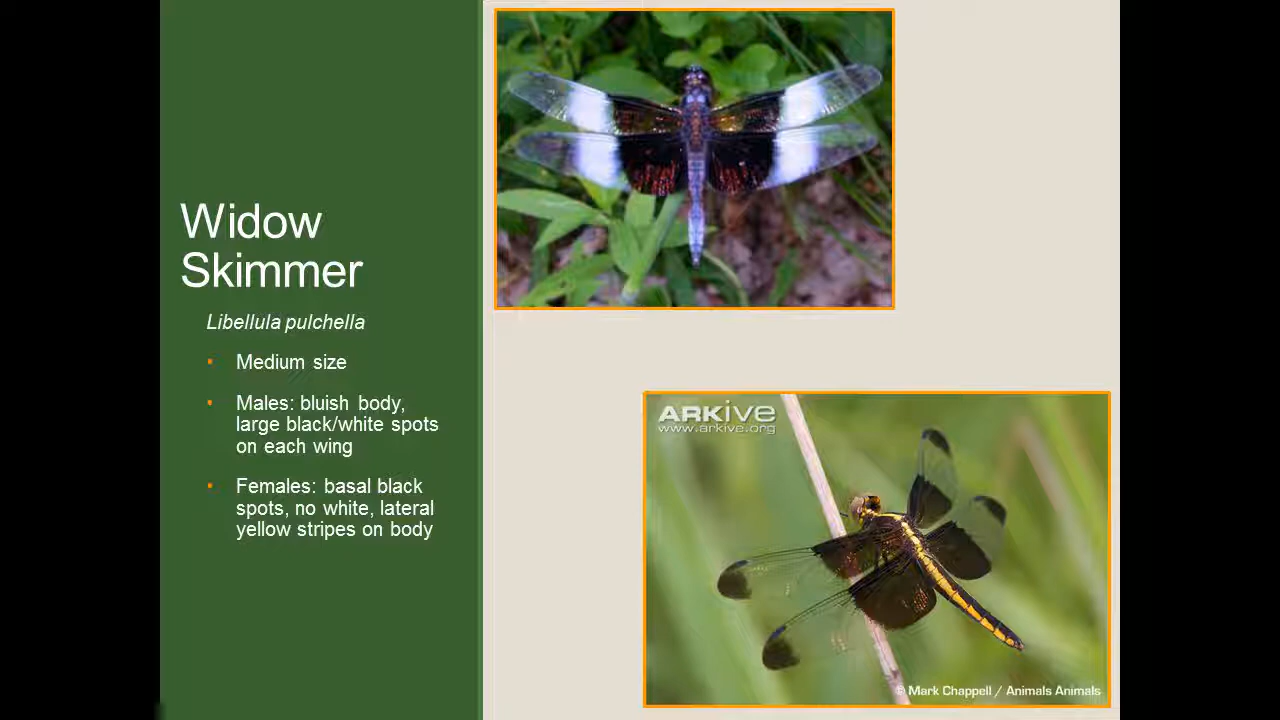 Widow
Skimmer
Libellula pulchella
• Medium size
• Males: bluish body,
large black/white spots
on each wing
• Females: basal black
spots, no white, lateral
yellow stripes on body
ARKive
www.arkive.org
© Mark Chappell / Animals Animals